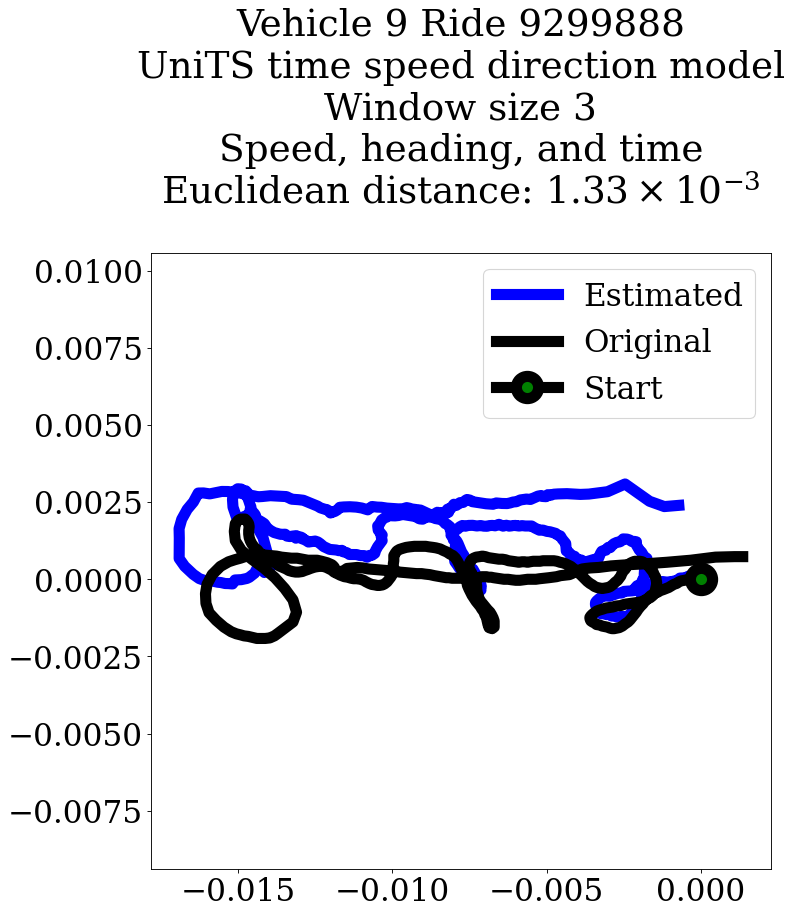 Vehicle 9 Ride 9299888
UniTS time speed direction model
Window size 3
Speed, heading, and time
Euclidean distance: 1.33 × 10⁻³
Estimated
Original
Start
0.0100
0.0075
0.0050
0.0025
0.0000
−0.0025
−0.0050
−0.0075
−0.015 −0.010 −0.005 0.000